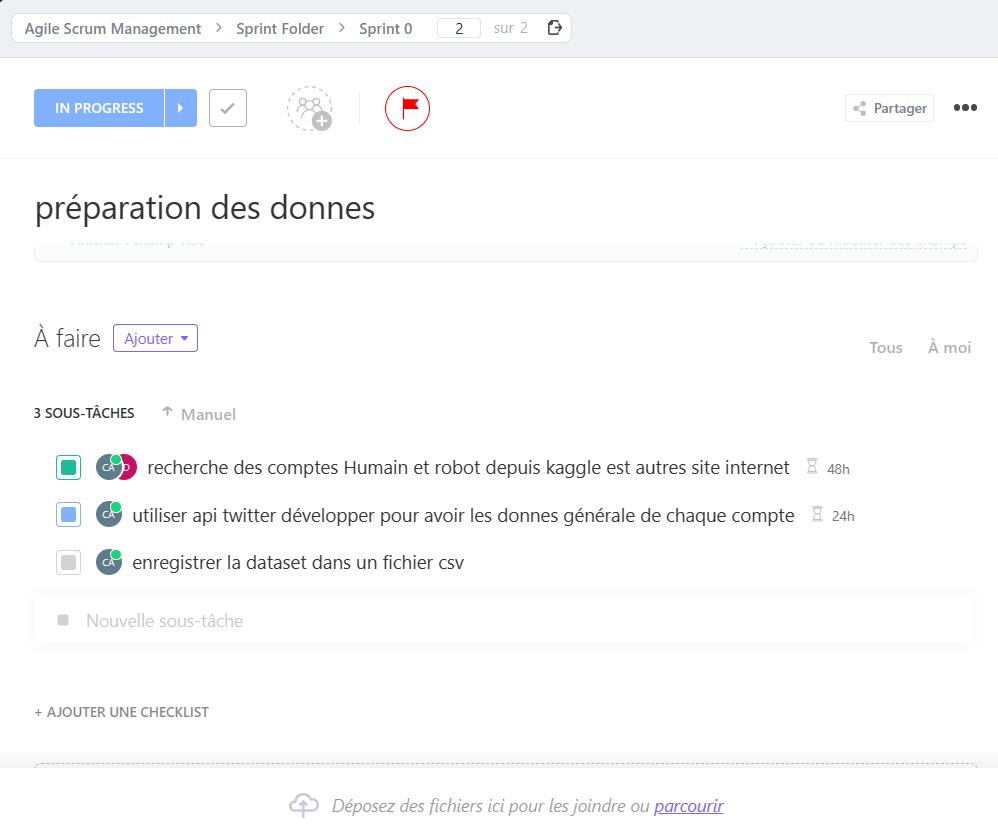 Agile Scrum Management > Sprint Folder > Sprint 0 2 sur 2
IN PROGRESS
Partager
préparation des donnes
À faire Ajouter
Tous À moi
3 SOUS-TÂCHES Manuel
CA D recherche des comptes Humain et robot depuis kaggle est autres site internet 48h
CA utiliser api twitter développer pour avoir les données générale de chaque compte 24h
CA enregistrer la dataset dans un fichier csv
Nouvelle sous-tâche
+ AJOUTER UNE CHECKLIST
Déposez des fichiers ici pour les joindre ou parcourir